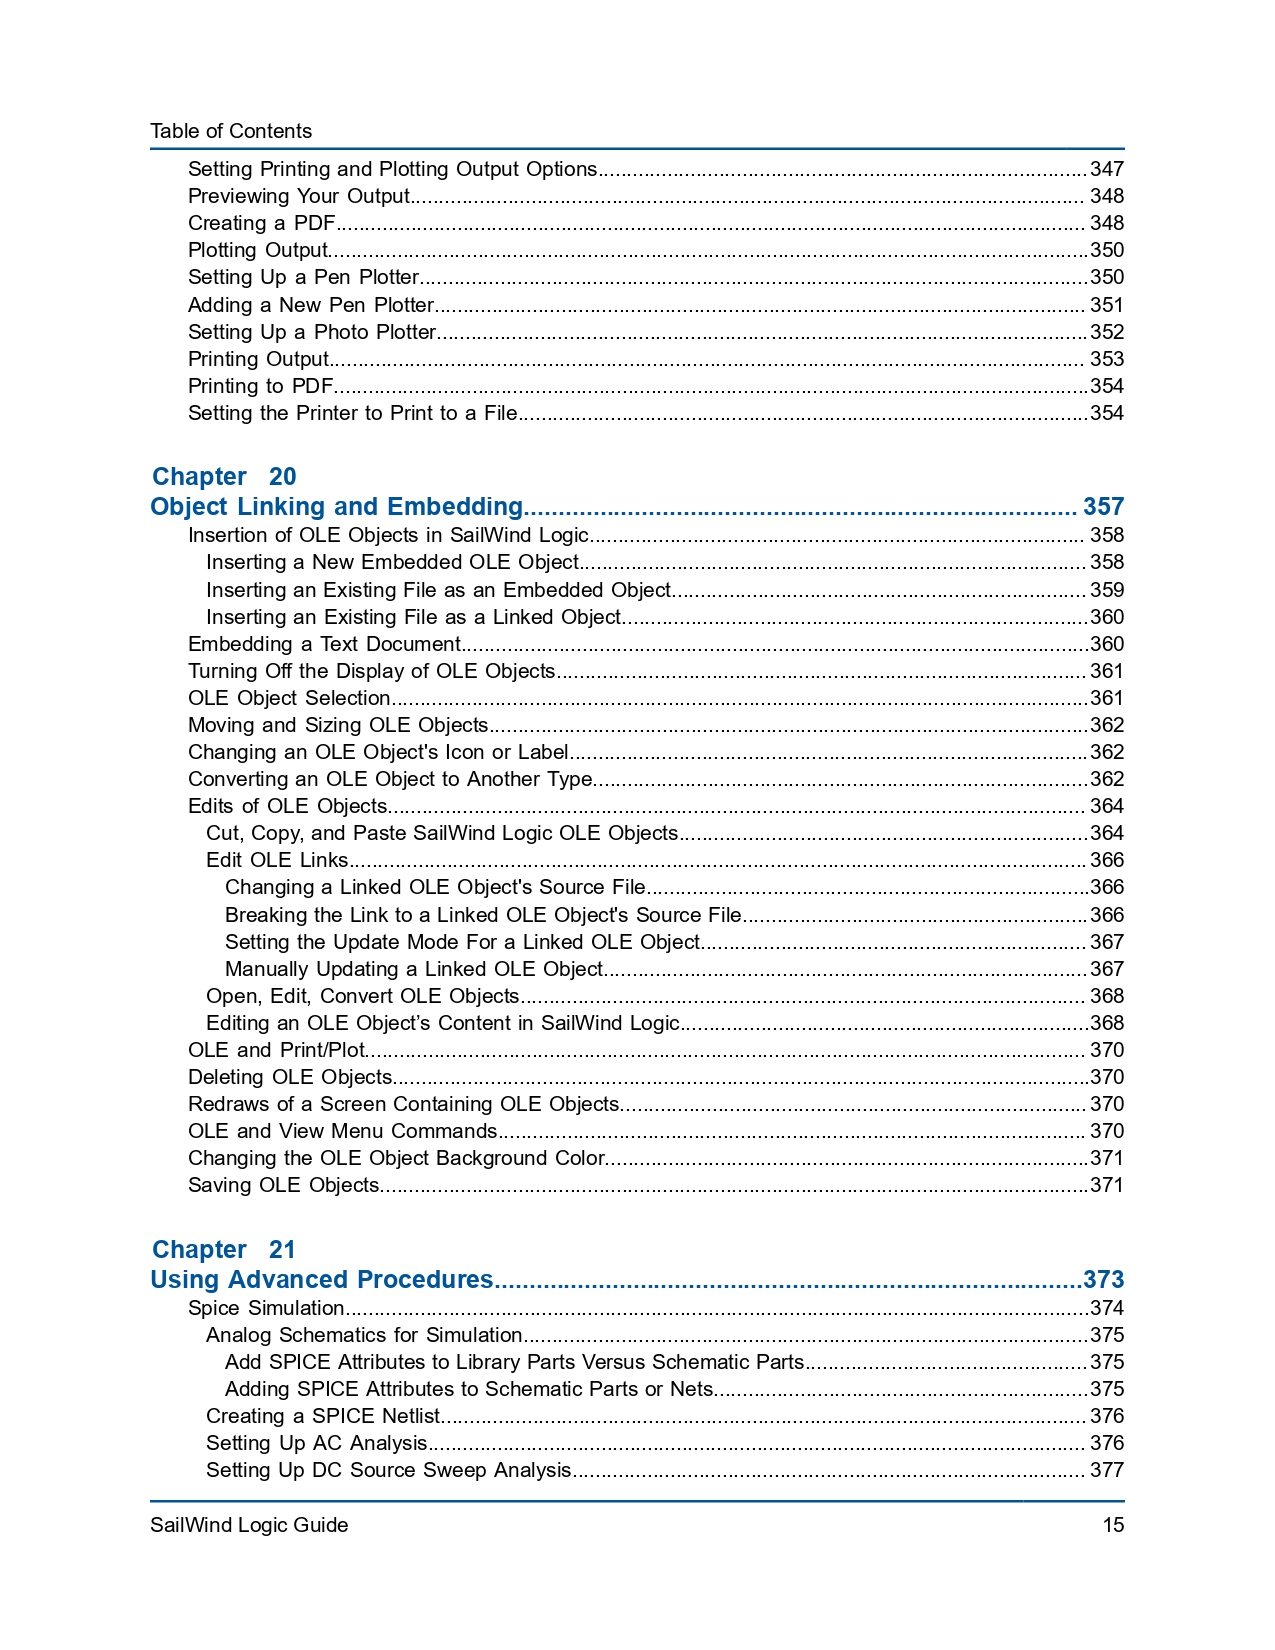 Table of Contents
Setting Printing and Plotting Output Options.....................................................................................347
Previewing Your Output.....................................................................................................................348
Creating a PDF..................................................................................................................................348
Plotting Output....................................................................................................................................350
Setting Up a Pen Plotter....................................................................................................................350
Adding a New Pen Plotter.................................................................................................................351
Setting Up a Photo Plotter.................................................................................................................352
Printing Output...................................................................................................................................353
Printing to PDF...................................................................................................................................354
Setting the Printer to Print to a File...................................................................................................354
Chapter 20
Object Linking and Embedding................................................................................357
Insertion of OLE Objects in SailWind Logic......................................................................................358
Inserting a New Embedded OLE Object.......................................................................................358
Inserting an Existing File as an Embedded Object........................................................................359
Inserting an Existing File as a Linked Object.................................................................................360
Embedding a Text Document.............................................................................................................360
Turning Off the Display of OLE Objects............................................................................................361
OLE Object Selection.........................................................................................................................361
Moving and Sizing OLE Objects........................................................................................................362
Changing an OLE Object's Icon or Label..........................................................................................362
Converting an OLE Object to Another Type......................................................................................362
Edits of OLE Objects.........................................................................................................................364
Cut, Copy, and Paste SailWind Logic OLE Objects.......................................................................364
Edit OLE Links................................................................................................................................366
Changing a Linked OLE Object's Source File.............................................................................366
Breaking the Link to a Linked OLE Object's Source File............................................................366
Setting the Update Mode For a Linked OLE Object...................................................................367
Manually Updating a Linked OLE Object....................................................................................367
Open, Edit, Convert OLE Objects..................................................................................................368
Editing an OLE Object’s Content in SailWind Logic.......................................................................368
OLE and Print/Plot.............................................................................................................................370
Deleting OLE Objects.........................................................................................................................370
Redraws of a Screen Containing OLE Objects.................................................................................370
OLE and View Menu Commands......................................................................................................370
Changing the OLE Object Background Color....................................................................................371
Saving OLE Objects...........................................................................................................................371
Chapter 21
Using Advanced Procedures.....................................................................................373
Spice Simulation.................................................................................................................................374
Analog Schematics for Simulation..................................................................................................375
Add SPICE Attributes to Library Parts Versus Schematic Parts.................................................375
Adding SPICE Attributes to Schematic Parts or Nets.................................................................375
Creating a SPICE Netlist................................................................................................................376
Setting Up AC Analysis..................................................................................................................376
Setting Up DC Source Sweep Analysis.........................................................................................377
SailWind Logic Guide
15